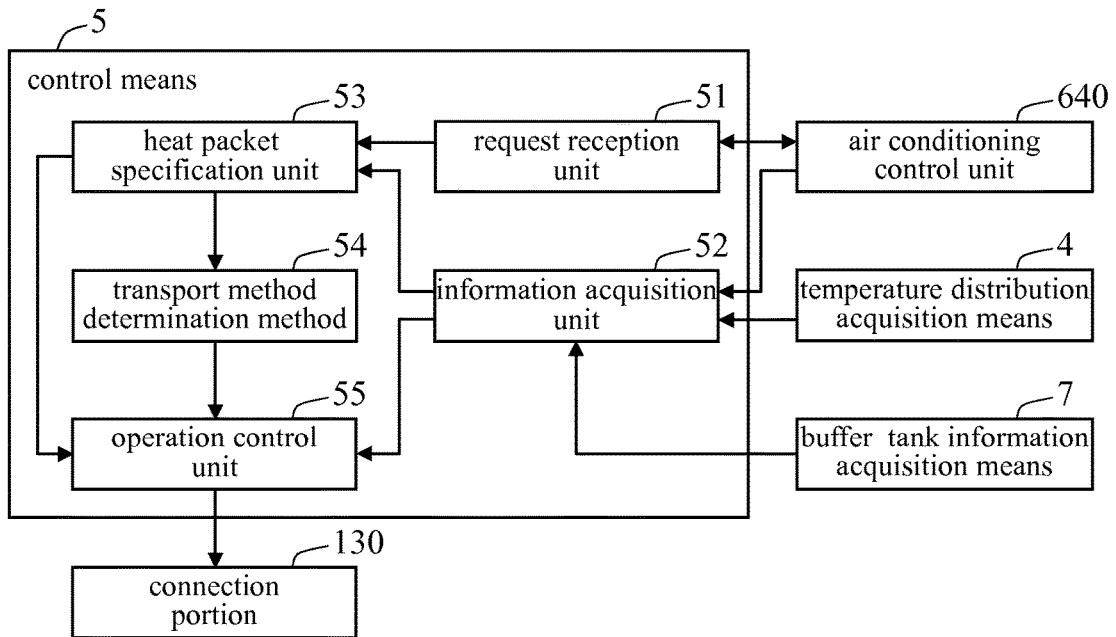 5
control means
53
heat packet
specification unit
51
request reception
unit
640
air conditioning
control unit
54
transport method
determination method
52
information acquisition
unit
4
temperature distribution
acquisition means
55
operation control
unit
7
buffer tank information
acquisition means
130
connection
portion